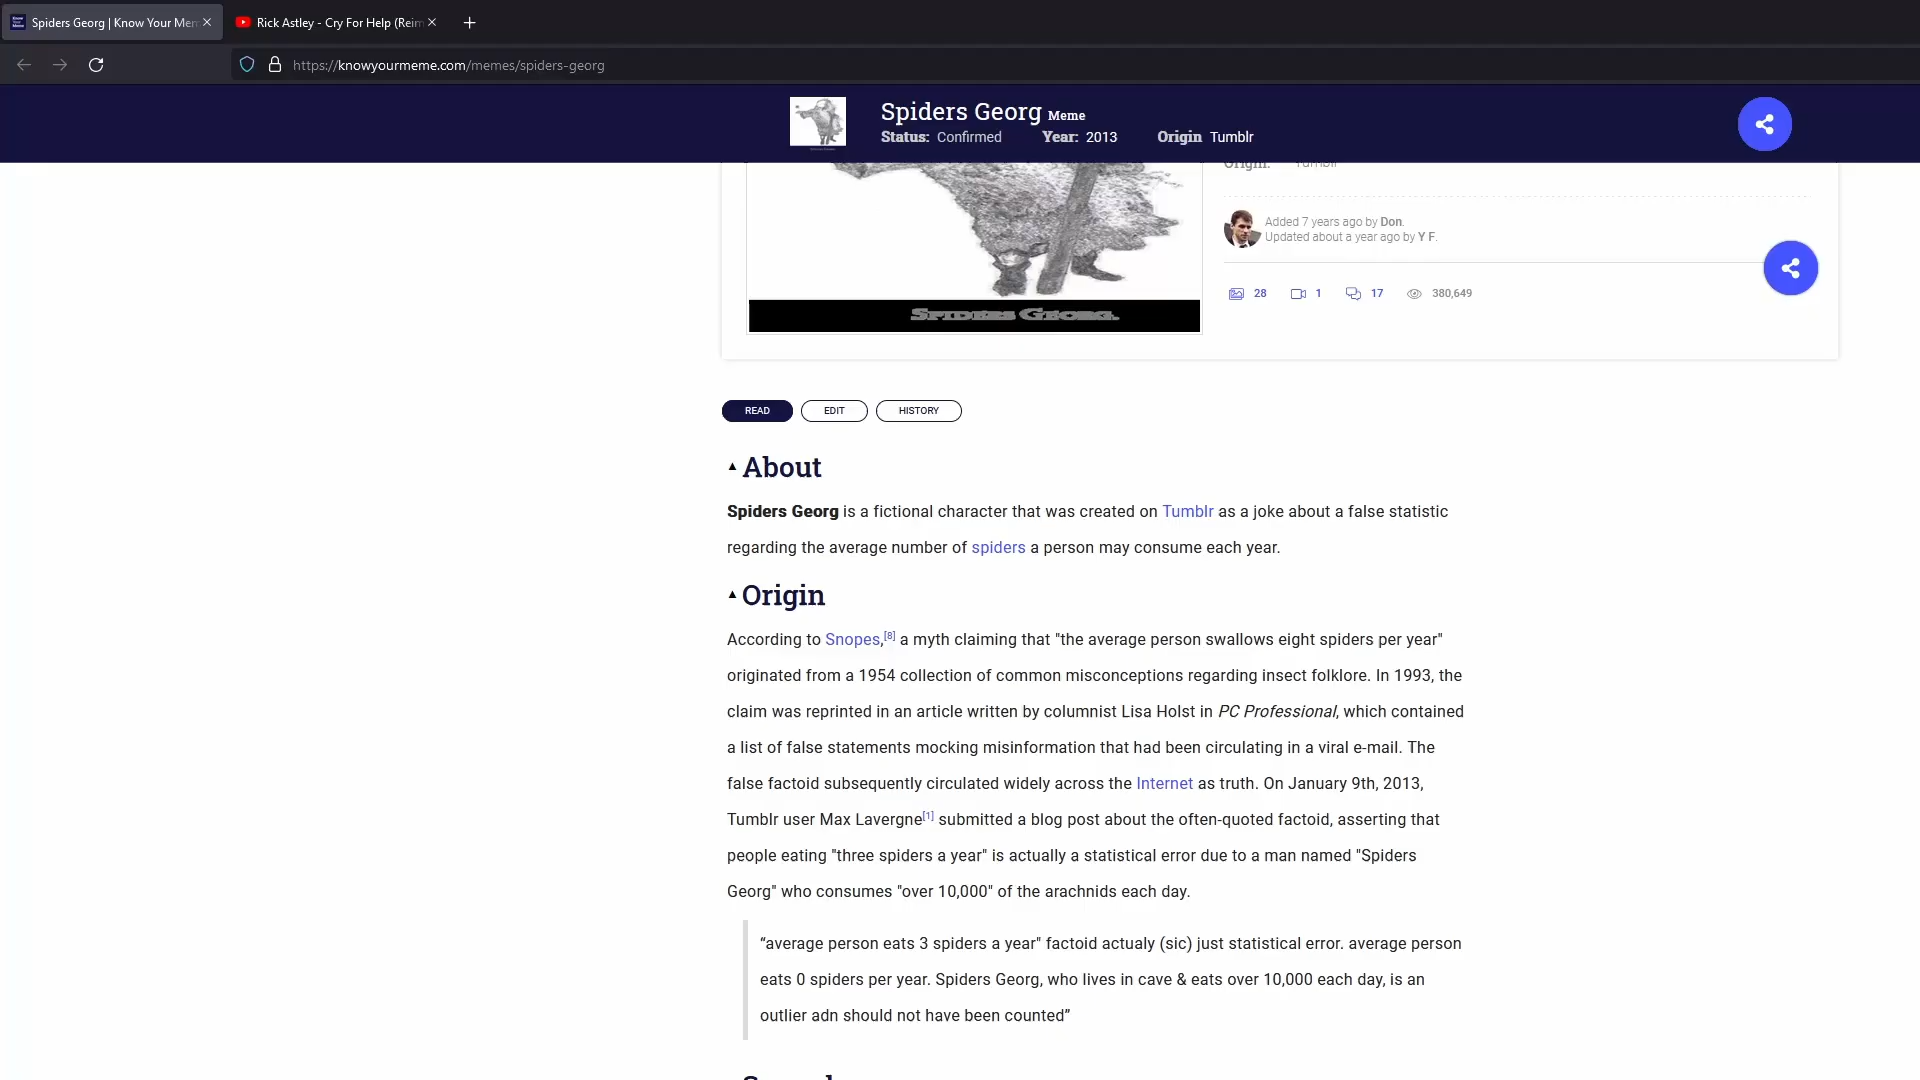 Spiders Georg | Know Your Mem
Rick Astley - Cry For Help (Reim
https://knowyourmeme.com/memes/spiders-georg
Spiders Georg Meme
Status: Confirmed Year: 2013 Origin Tumblr
Origin: Tumblr
Added 7 years ago by Don.
Updated about a year ago by Y F.
28 1 17 380,649
Spiders Georg.
READ EDIT HISTORY
About
Spiders Georg is a fictional character that was created on Tumblr as a joke about a false statistic
regarding the average number of spiders a person may consume each year.
Origin
According to Snopes,[8] a myth claiming that "the average person swallows eight spiders per year"
originated from a 1954 collection of common misconceptions regarding insect folklore. In 1993, the
claim was reprinted in an article written by columnist Lisa Holst in PC Professional, which contained
a list of false statements mocking misinformation that had been circulating in a viral e-mail. The
false factoid subsequently circulated widely across the Internet as truth. On January 9th, 2013,
Tumblr user Max Lavergne[1] submitted a blog post about the often-quoted factoid, asserting that
people eating "three spiders a year" is actually a statistical error due to a man named "Spiders
Georg" who consumes "over 10,000" of the arachnids each day.
“average person eats 3 spiders a year" factoid actualy (sic) just statistical error. average person
eats 0 spiders per year. Spiders Georg, who lives in cave & eats over 10,000 each day, is an
outlier adn should not have been counted”